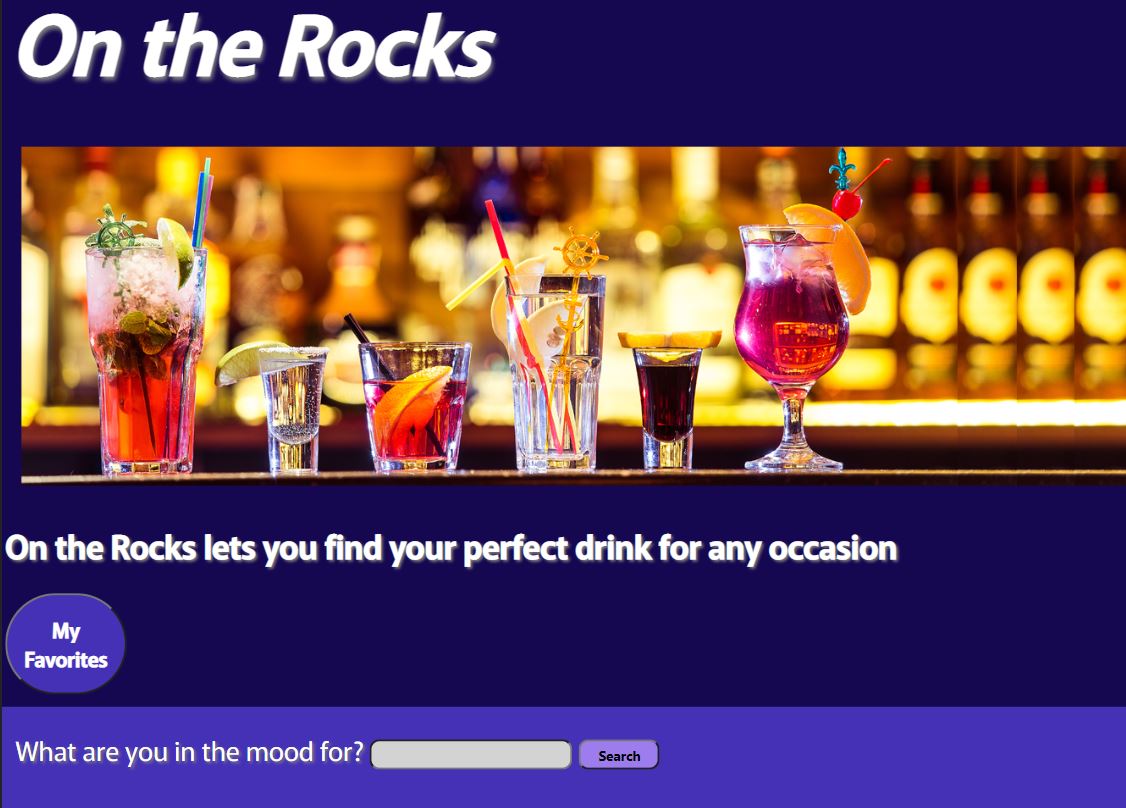 On the Rocks
On the Rocks lets you find your perfect drink for any occasion
My
Favorites
What are you in the mood for?
Search